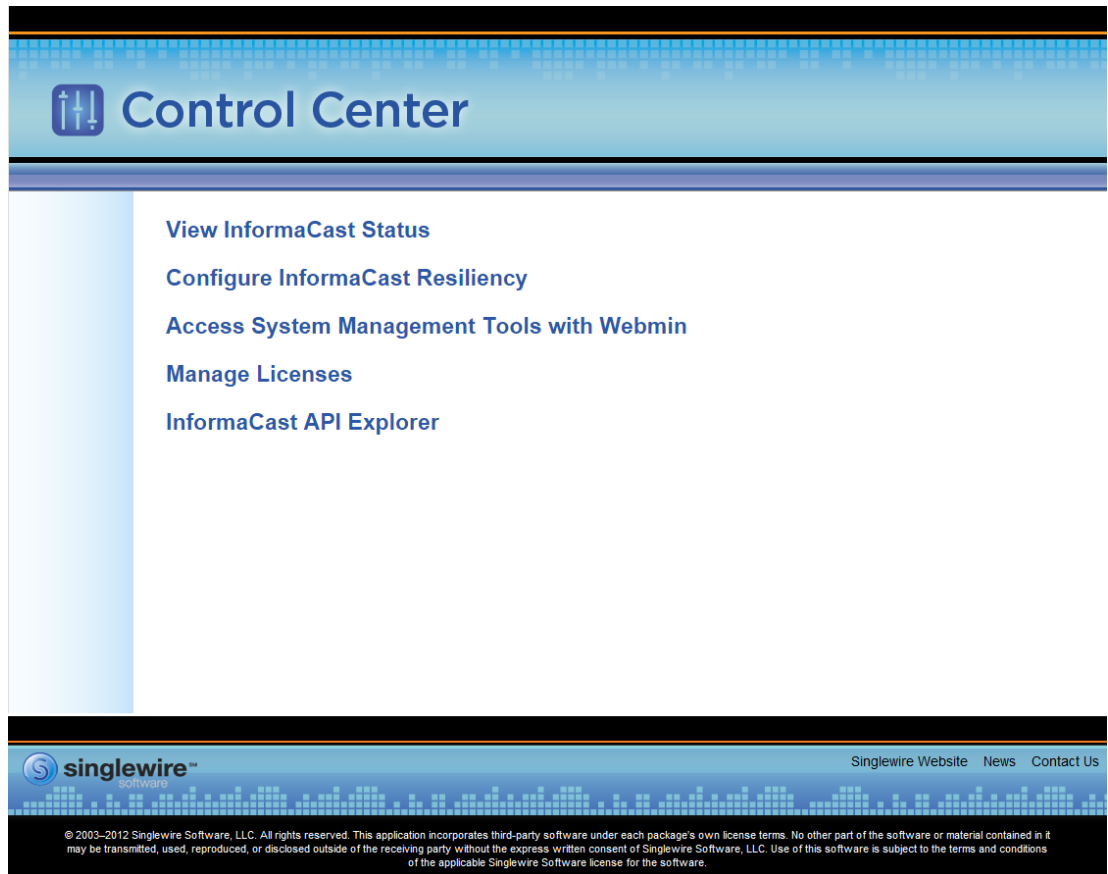 Control Center
View InformaCast Status
Configure InformaCast Resiliency
Access System Management Tools with Webmin
Manage Licenses
InformaCast API Explorer
singlewire℠
software
Singlewire Website News Contact Us
© 2003–2012 Singlewire Software, LLC. All rights reserved. This application incorporates third-party software under each package's own license terms. No other part of the software or material contained in it
may be transmitted, used, reproduced, or disclosed outside of the receiving party without the express written consent of Singlewire Software, LLC. Use of this software is subject to the terms and conditions
of the applicable Singlewire Software license for the software.